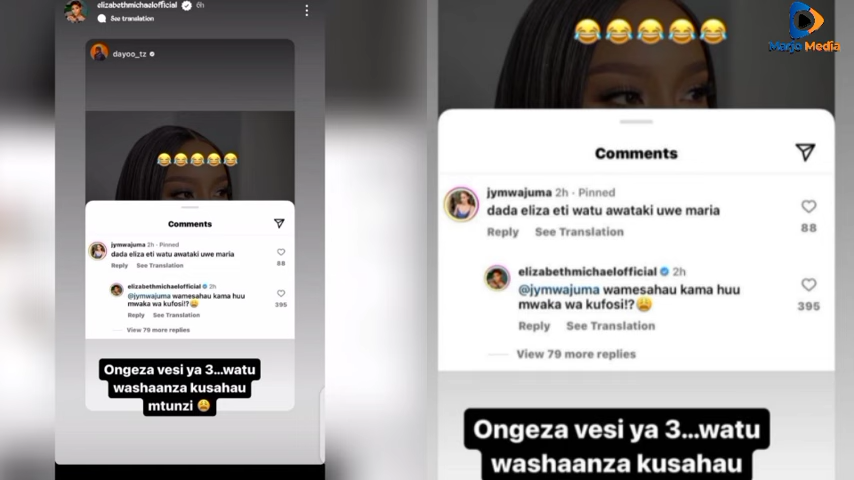 elizabethmichaelofficial 6h
See translation
dayoo_tz
Comments
jymwajuma 2h · Pinned
dada eliza eti watu awataki uwe maria
Reply See Translation
88
elizabethmichaelofficial 2h
@jymwajuma wamesahau kama huu
mwaka wa kufosi!?
Reply See Translation
395
View 79 more replies
Ongeza vesi ya 3...watu
washaanza kusahau
mtunzi
Marjo Media
Comments
jymwajuma 2h · Pinned
dada eliza eti watu awataki uwe maria
Reply See Translation
88
elizabethmichaelofficial 2h
@jymwajuma wamesahau kama huu
mwaka wa kufosi!?
Reply See Translation
395
View 79 more replies
Ongeza vesi ya 3...watu
washaanza kusahau